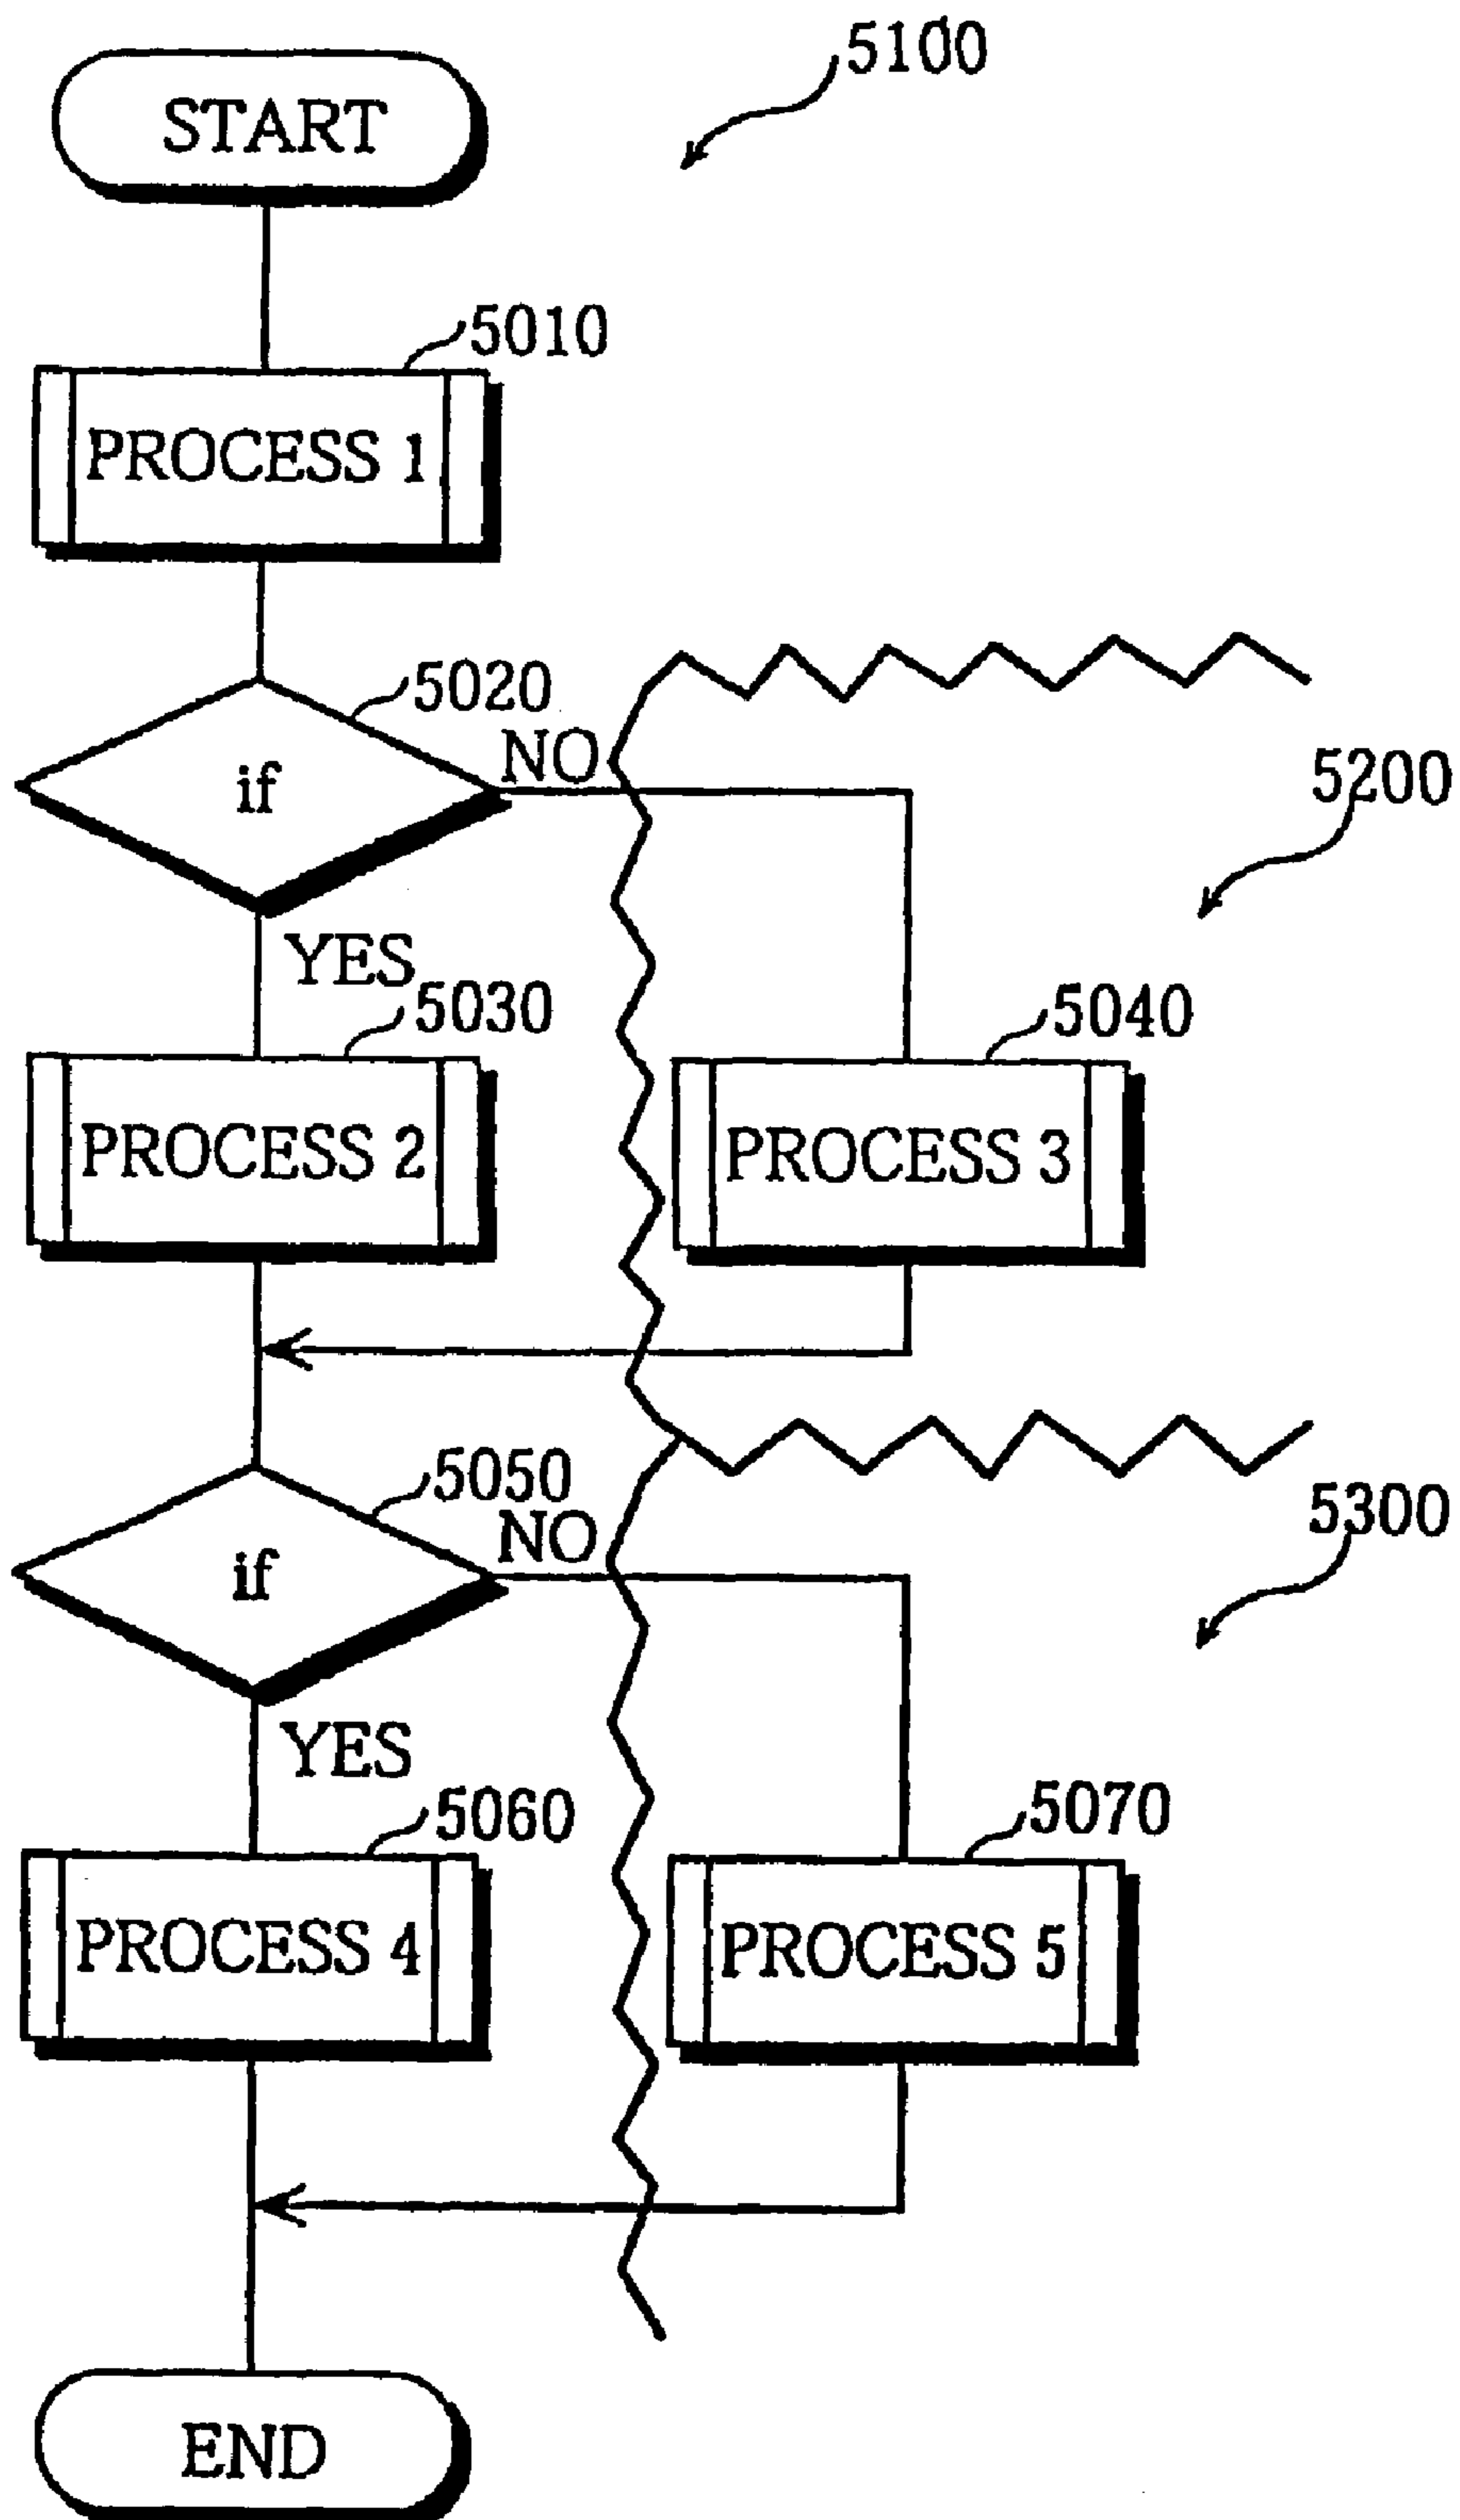 5100
START
5010
PROCESS 1
5020
NO
if
5200
YES
5030
5040
PROCESS 2
PROCESS 3
5050
NO
if
5300
YES
5060
5070
PROCESS 4
PROCESS 5
END